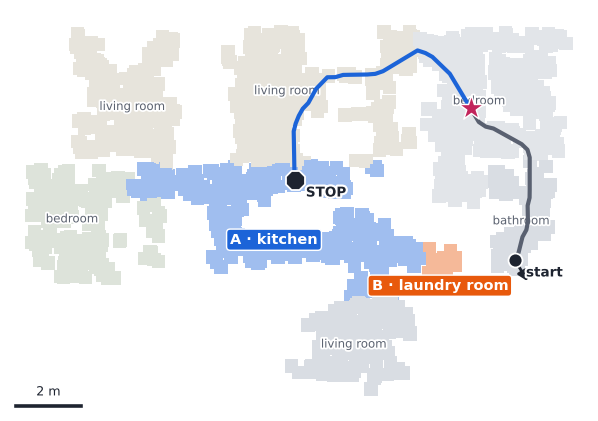 living room
living room
bedroom
STOP
bedroom
bathroom
A · kitchen
start
B · laundry room
living room
2 m